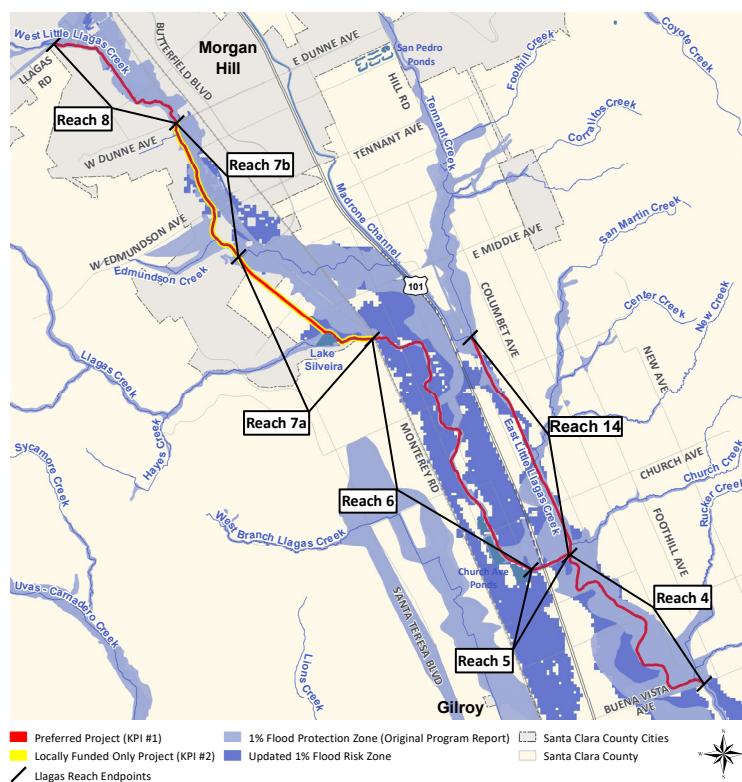 West Little Llagas Creek
LLAGAS RD
BUTTERFIELD BLVD
Morgan Hill
E DUNNE AVE
San Pedro Ponds
HILL RD
Tennant Creek
Foothill Creek
Coyote Creek
Reach 8
W DUNNE AVE
Reach 7b
TENNANT AVE
Corralitos Creek
Madrone Channel
W EDMUNDSON AVE
Edmundson Creek
E MIDDLE AVE
San Martin Creek
101
COLUMBET AVE
Center Creek
New Creek
Llagas Creek
Lake Silveira
NEW AVE
Reach 7a
Hayes Creek
MONTEREY RD
East Little Llagas Creek
Reach 14
Sycamore Creek
CHURCH AVE
Church Creek
Rucker Creek
Reach 6
West Branch Llagas Creek
FOOTHILL AVE
Church Ave Ponds
Uvas - Carnadero Creek
SANTA TERESA BLVD
Reach 4
Lions Creek
Reach 5
BUENA VISTA AVE
Gilroy
Preferred Project (KPI #1)
Locally Funded Only Project (KPI #2)
Llagas Reach Endpoints
1% Flood Protection Zone (Original Program Report)
Updated 1% Flood Risk Zone
Santa Clara County Cities
Santa Clara County
N
E
S
W